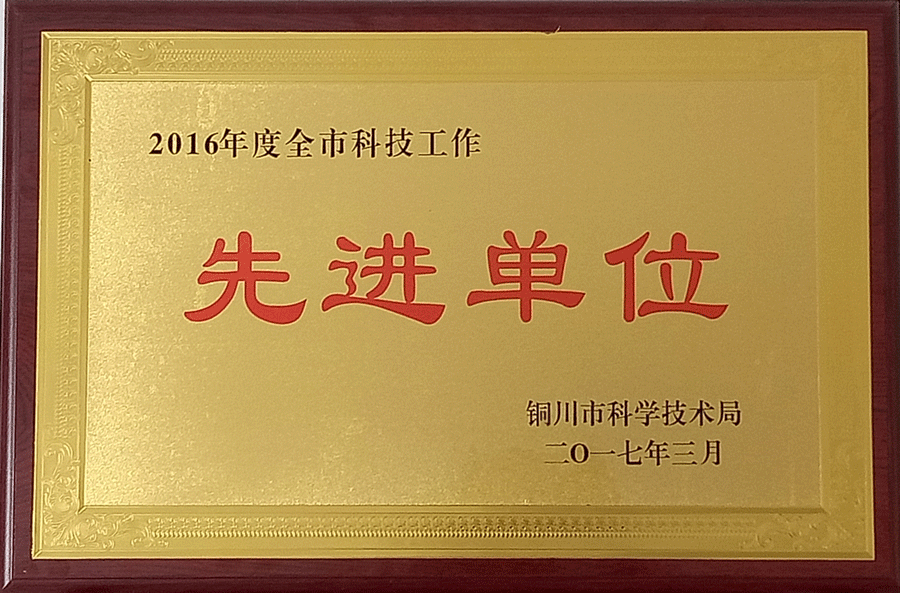 2016年度全市科技工作
先进单位
铜川市科学技术局
二O一七年三月